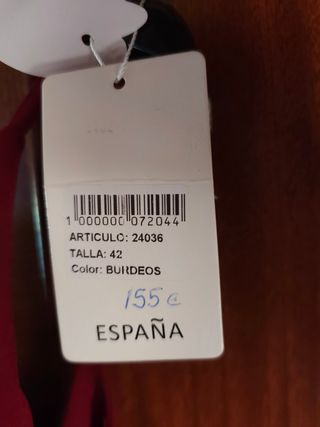 1 000000 072044
ARTICULO: 24036
TALLA: 42
Color: BURDEOS
155 €
ESPAÑA